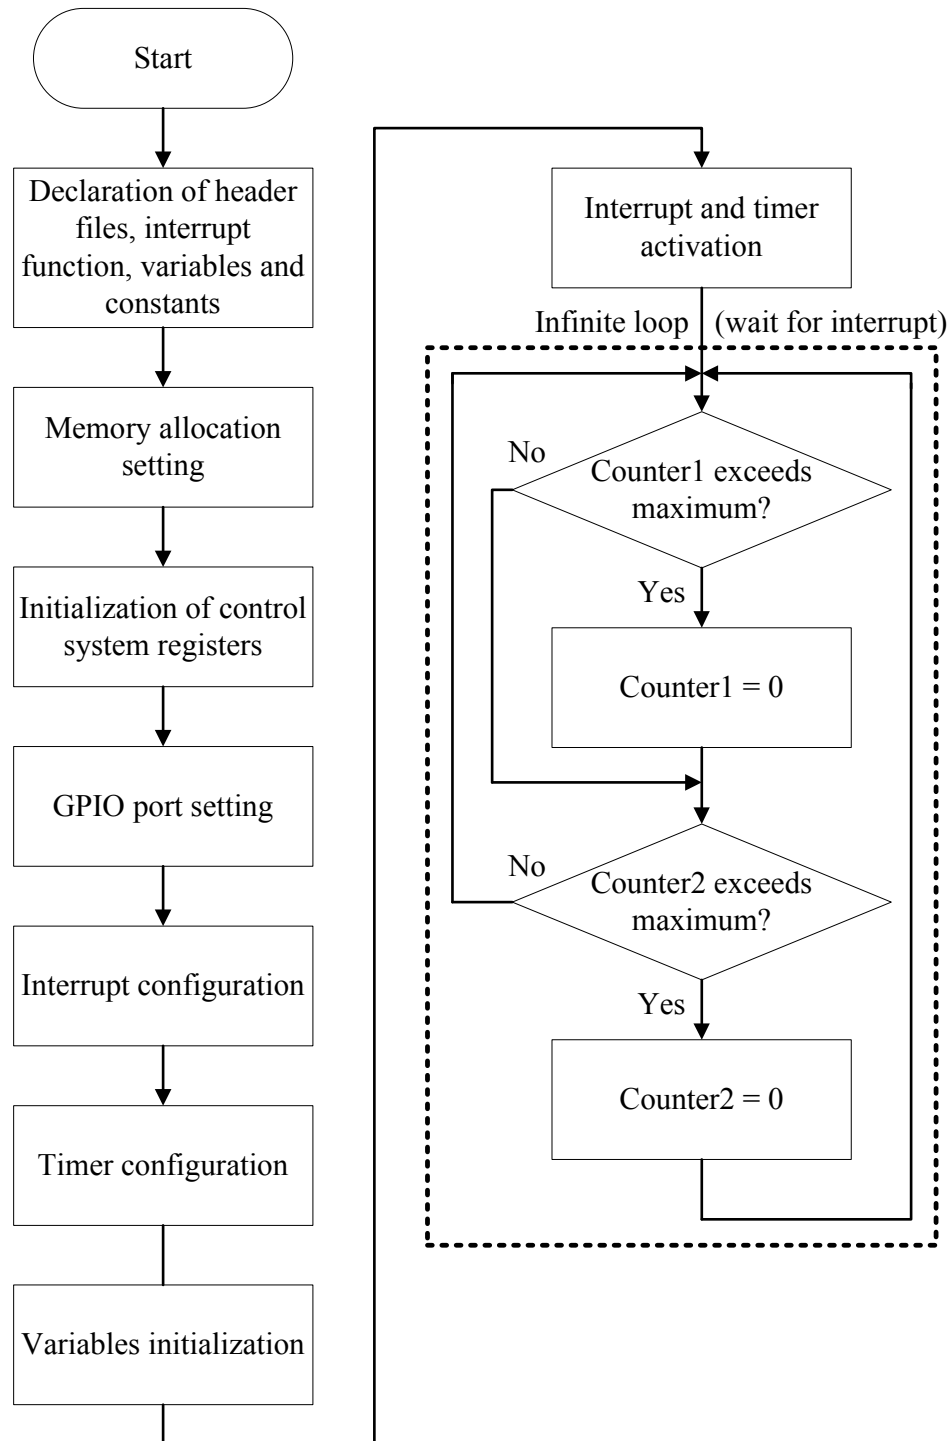 Start
Declaration of header
files, interrupt
function, variables and
constants
Memory allocation
setting
Initialization of control
system registers
GPIO port setting
Interrupt configuration
Timer configuration
Variables initialization
Interrupt and timer
activation
Infinite loop (wait for interrupt)
No
Counter1 exceeds
maximum?
Yes
Counter1 = 0
No
Counter2 exceeds
maximum?
Yes
Counter2 = 0